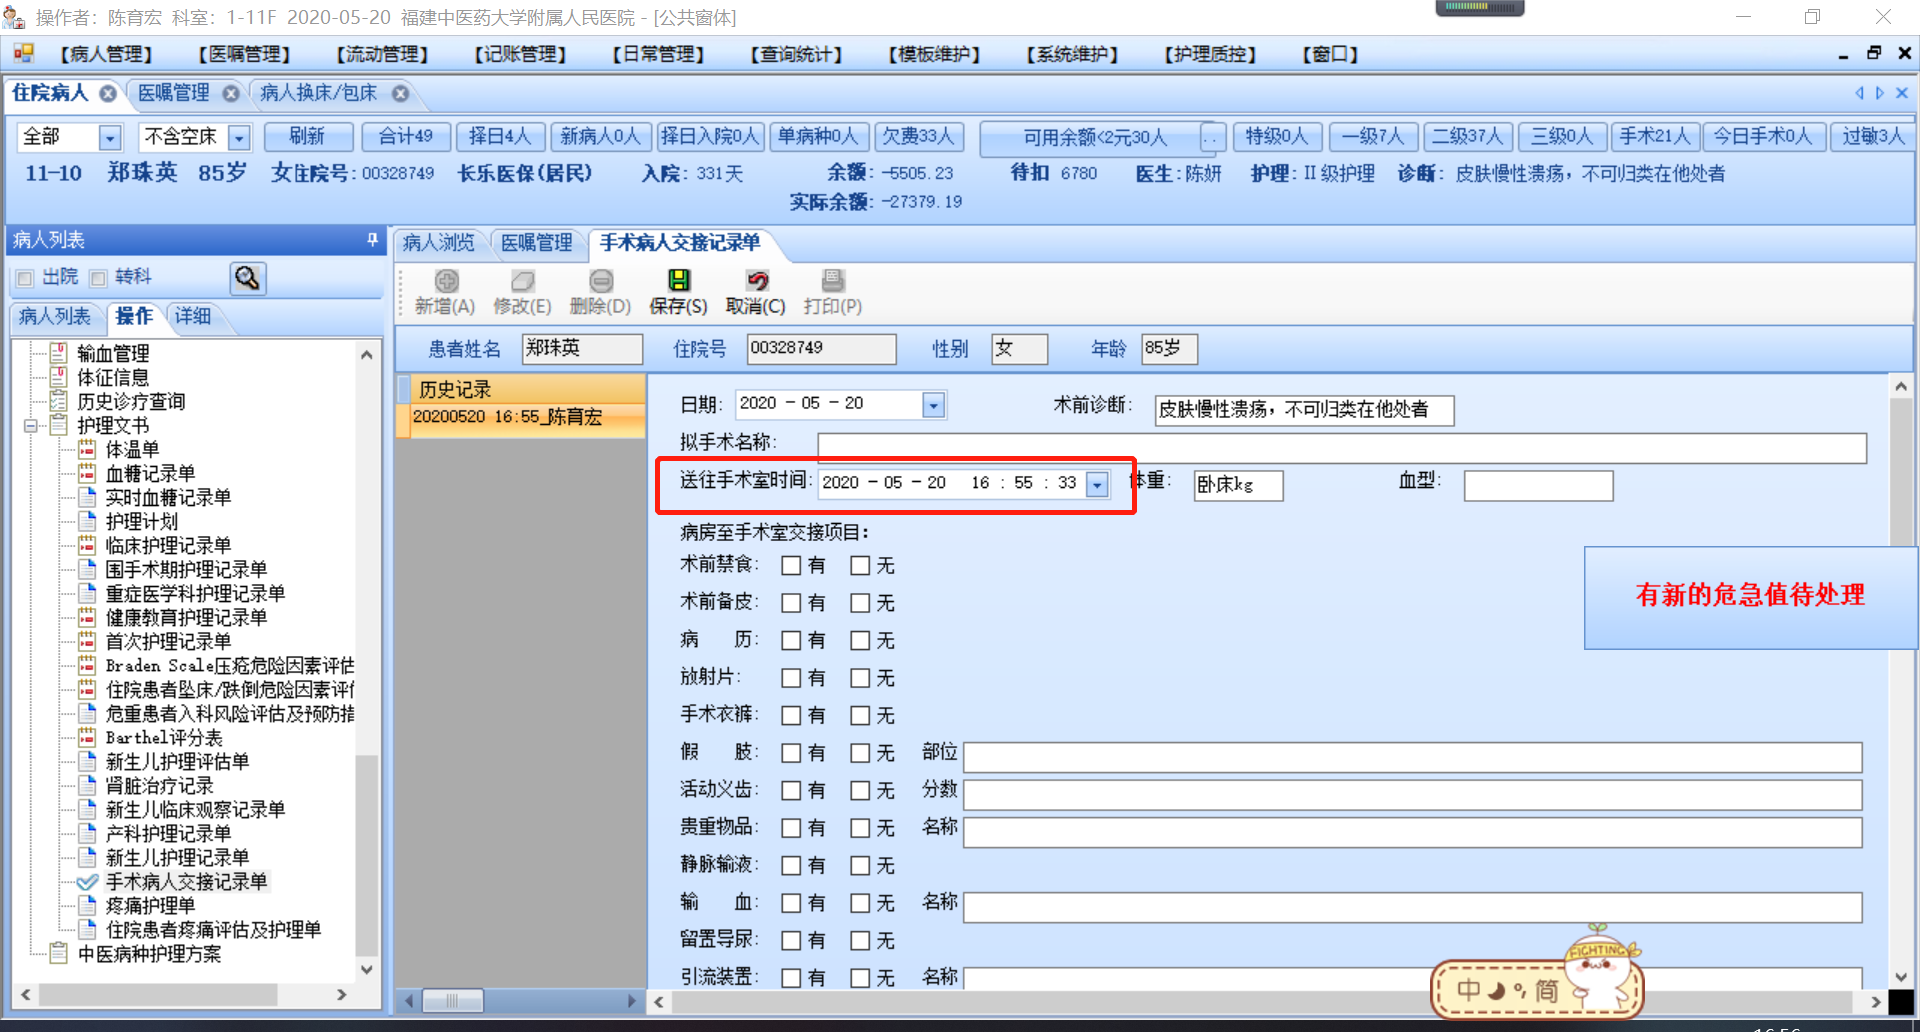 操作者：陈育宏 科室：1-11F 2020-05-20 福建中医药大学附属人民医院 - [公共窗体]
【病人管理】 【医嘱管理】 【流动管理】 【记账管理】 【日常管理】 【查询统计】 【模板维护】 【系统维护】 【护理质控】 【窗口】
住院病人 医嘱管理 病人换床/包床
全部 不含空床 刷新 合计49 择日4人 新病人0人 择日入院0人 单病种0人 欠费33人 可用余额<2元30人 .. 特级0人 一级7人 二级37人 三级0人 手术21人 今日手术0人 过敏3人
11-10 郑珠英 85岁 女住院号：00328749 长乐医保(居民) 入院：331天 余额：-5505.23 待扣 6780 医生：陈妍 护理：II级护理 诊断：皮肤慢性溃疡，不可归类在他处者
实际余额：-27379.19
病人列表
出院 转科
病人列表 操作 详细
输血管理
体征信息
历史诊疗查询
护理文书
体温单
血糖记录单
实时血糖记录单
护理计划
临床护理记录单
围手术期护理记录单
重症医学科护理记录单
健康教育护理记录单
首次护理记录单
Braden Scale压疮危险因素评估
住院患者坠床/跌倒危险因素评
危重患者入科风险评估及预防措
Barthel评分表
新生儿护理评估单
肾脏治疗记录
新生儿临床观察记录单
产科护理记录单
新生儿护理记录单
手术病人交接记录单
疼痛护理单
住院患者疼痛评估及护理单
中医病种护理方案
病人浏览 医嘱管理 手术病人交接记录单
新增(A) 修改(E) 删除(D) 保存(S) 取消(C) 打印(P)
患者姓名 郑珠英 住院号 00328749 性别 女 年龄 85岁
历史记录
20200520 16:55_陈育宏
日期： 2020 - 05 - 20 术前诊断： 皮肤慢性溃疡，不可归类在他处者
拟手术名称：
送往手术室时间： 2020 - 05 - 20 16 : 55 : 33 体重： 卧床kg 血型：
病房至手术室交接项目：
术前禁食： 有 无
术前备皮： 有 无
病 历： 有 无
放射片： 有 无
手术衣裤： 有 无
假 肢： 有 无 部位
活动义齿： 有 无 分数
贵重物品： 有 无 名称
静脉输液： 有 无
输 血： 有 无 名称
留置导尿： 有 无
引流装置： 有 无 名称
有新的危急值待处理
FIGHTING
中 简